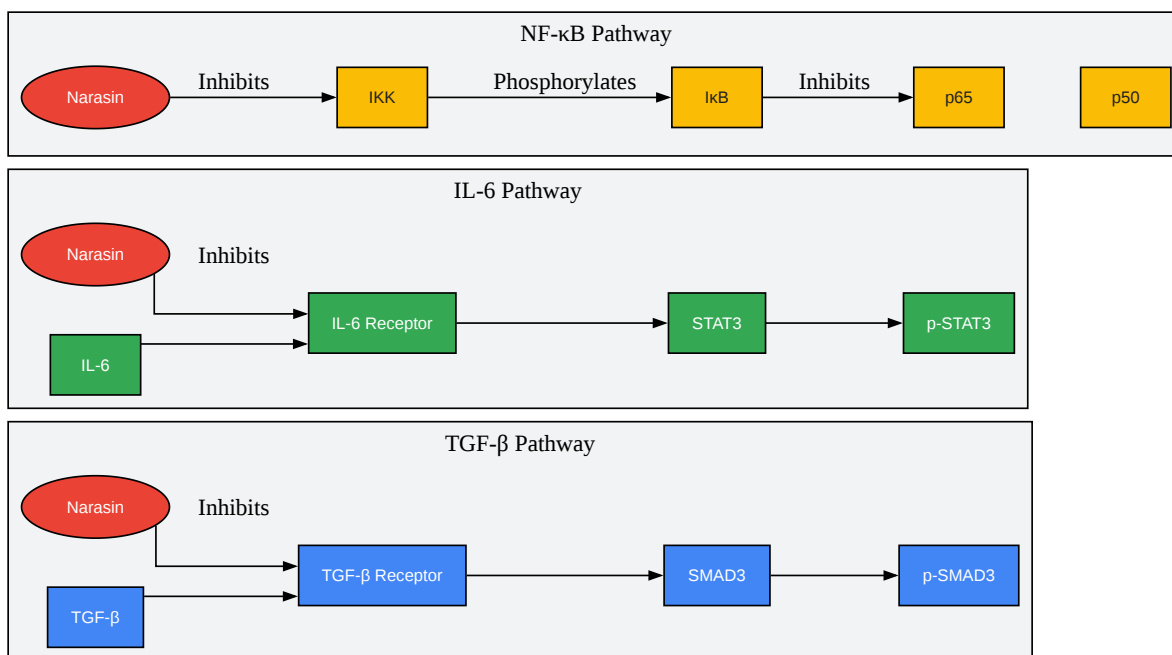 NF-κB Pathway
Inhibits Phosphorylates Inhibits
Narasin IKK IκB p65 p50
IL-6 Pathway
Narasin Inhibits
IL-6 Receptor STAT3 p-STAT3
IL-6
TGF-β Pathway
Narasin Inhibits
TGF-β Receptor SMAD3 p-SMAD3
TGF-β